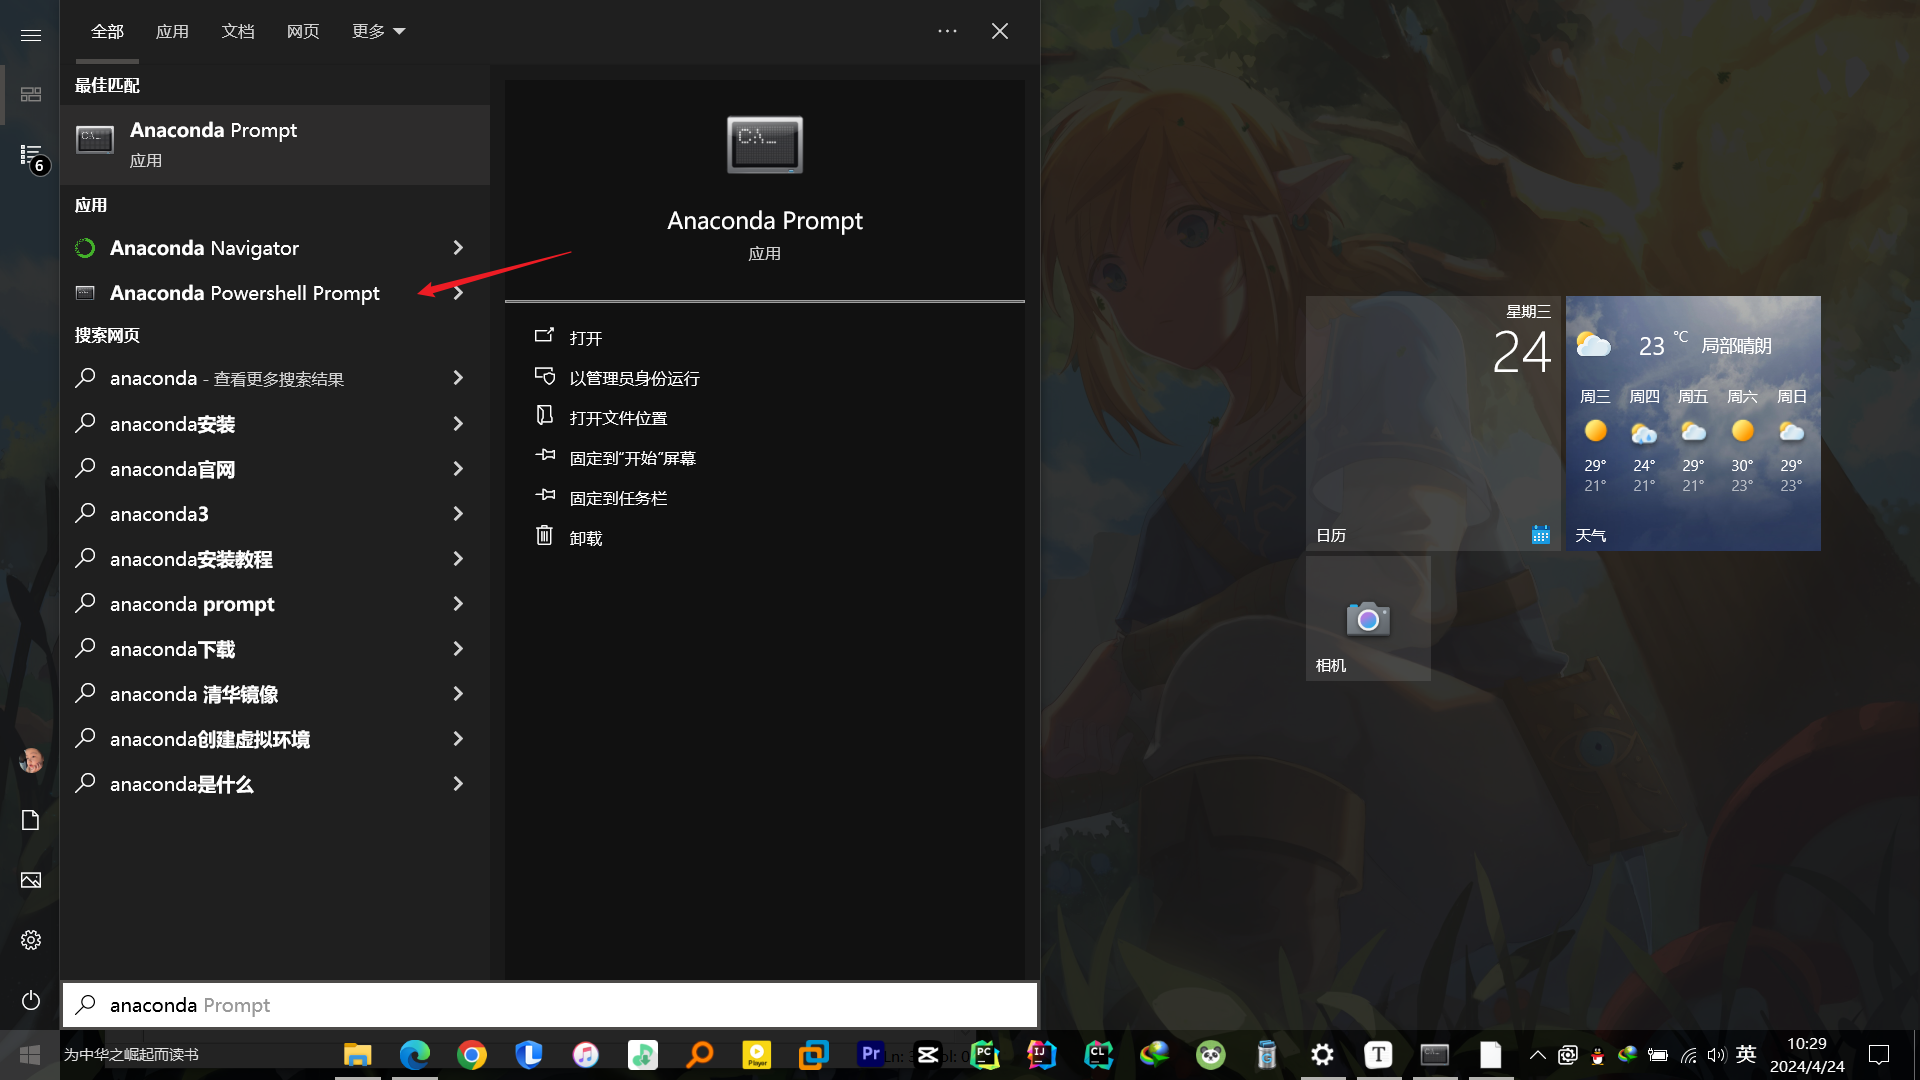 全部 应用 文档 网页 更多
最佳匹配
Anaconda Prompt
应用
6
应用
Anaconda Navigator
Anaconda Powershell Prompt
搜索网页
anaconda - 查看更多搜索结果
anaconda安装
anaconda官网
anaconda3
anaconda安装教程
anaconda prompt
anaconda下载
anaconda 清华镜像
anaconda创建虚拟环境
anaconda是什么
C:\_
Anaconda Prompt
应用
打开
以管理员身份运行
打开文件位置
固定到“开始”屏幕
固定到任务栏
卸载
星期三
24
日历
23 °C 局部晴朗
周三 周四 周五 周六 周日
29° 24° 29° 30° 29°
21° 21° 21° 23° 23°
天气
相机
anaconda Prompt
为中华之崛起而读书
Player
Pr
PC
IJ
CL
T
英
10:29
2024/4/24